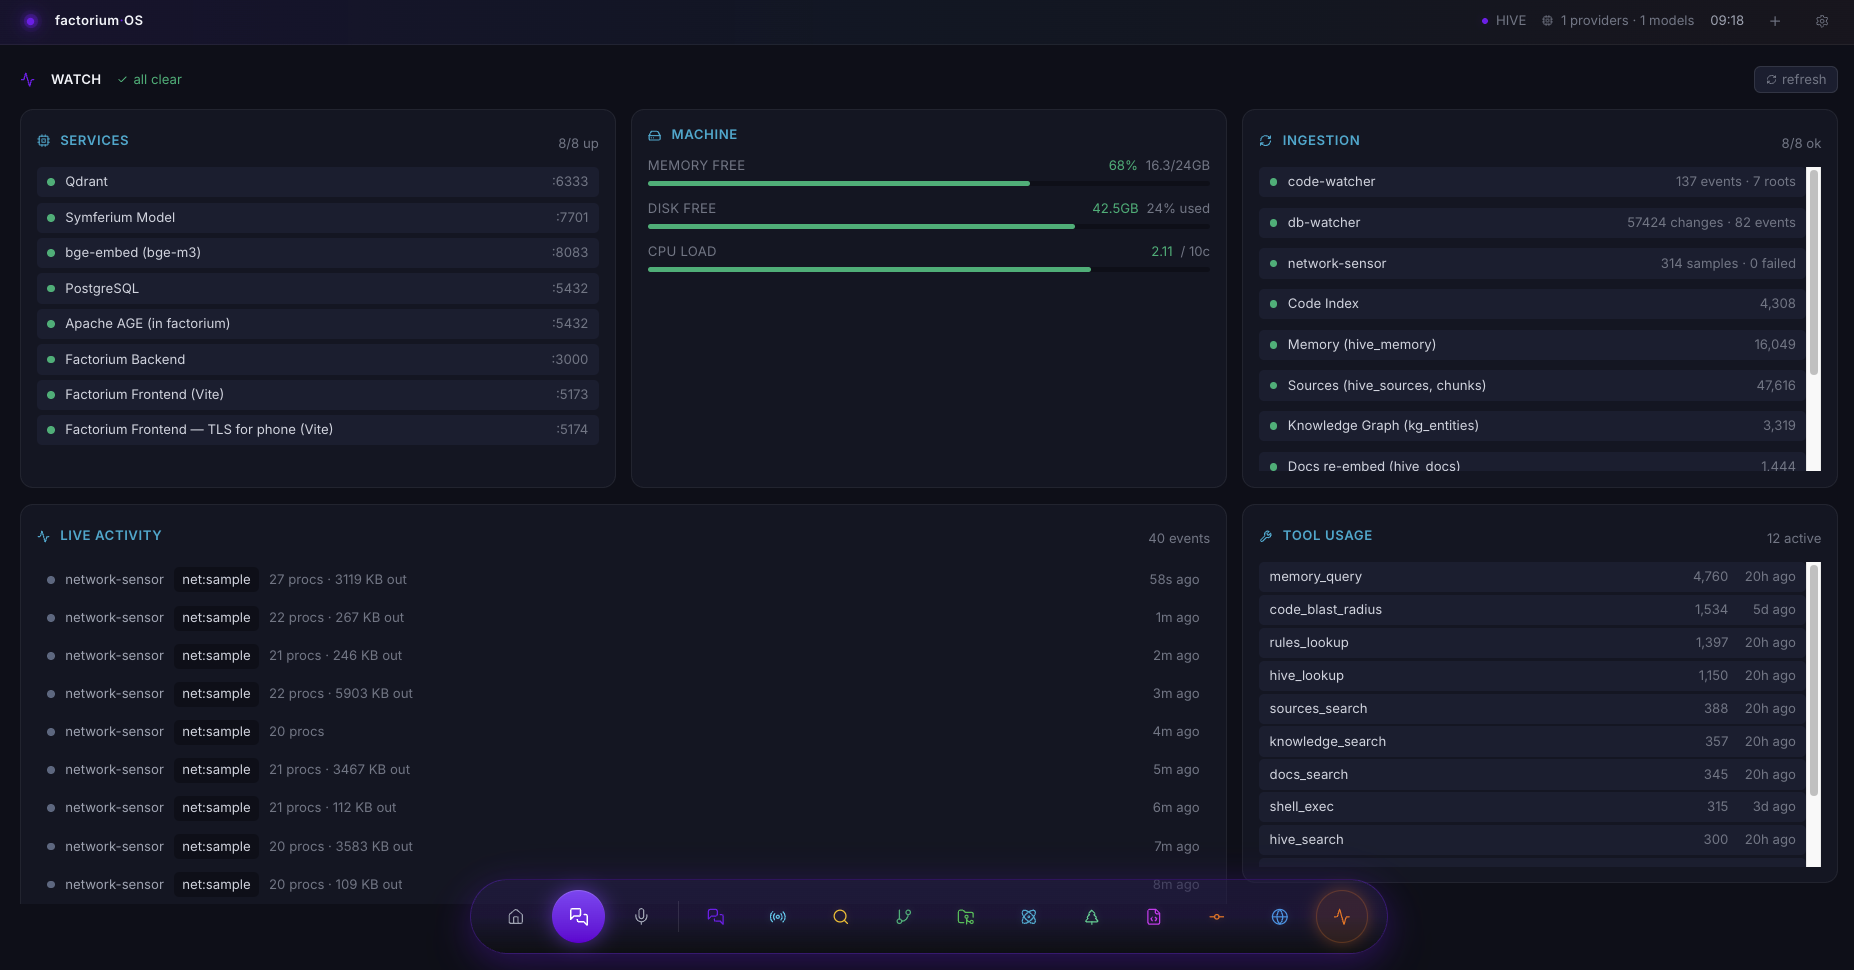 factorium OS
HIVE 1 providers · 1 models 09:18
WATCH ✓ all clear
refresh
SERVICES 8/8 up
Qdrant :6333
Symferium Model :7701
bge-embed (bge-m3) :8083
PostgreSQL :5432
Apache AGE (in factorium) :5432
Factorium Backend :3000
Factorium Frontend (Vite) :5173
Factorium Frontend — TLS for phone (Vite) :5174
MACHINE
MEMORY FREE 68% 16.3/24GB
DISK FREE 42.5GB 24% used
CPU LOAD 2.11 / 10c
INGESTION 8/8 ok
code-watcher 137 events · 7 roots
db-watcher 57424 changes · 82 events
network-sensor 314 samples · 0 failed
Code Index 4,308
Memory (hive_memory) 16,049
Sources (hive_sources, chunks) 47,616
Knowledge Graph (kg_entities) 3,319
Docs re-embed (hive_docs) 1,444
LIVE ACTIVITY 40 events
network-sensor net:sample 27 procs · 3119 KB out 58s ago
network-sensor net:sample 22 procs · 267 KB out 1m ago
network-sensor net:sample 21 procs · 246 KB out 2m ago
network-sensor net:sample 22 procs · 5903 KB out 3m ago
network-sensor net:sample 20 procs 4m ago
network-sensor net:sample 21 procs · 3467 KB out 5m ago
network-sensor net:sample 21 procs · 112 KB out 6m ago
network-sensor net:sample 20 procs · 3583 KB out 7m ago
network-sensor net:sample 20 procs · 109 KB out 8m ago
TOOL USAGE 12 active
memory_query 4,760 20h ago
code_blast_radius 1,534 5d ago
rules_lookup 1,397 20h ago
hive_lookup 1,150 20h ago
sources_search 388 20h ago
knowledge_search 357 20h ago
docs_search 345 20h ago
shell_exec 315 3d ago
hive_search 300 20h ago